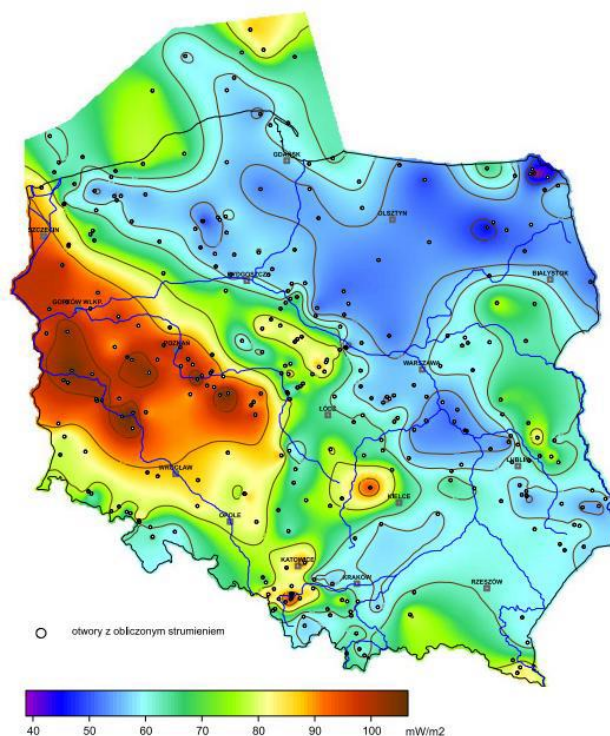 GDAŃSK
OLSZTYN
SZCZECIN
BYDGOSZCZ
BIAŁYSTOK
GORZÓW WLKP.
POZNAŃ
WARSZAWA
ŁÓDŹ
LUBLIN
WROCŁAW
KIELCE
OPOLE
KATOWICE
KRAKÓW
RZESZÓW
otwory z obliczonym strumieniem
40 50 60 70 80 90 100 mW/m2